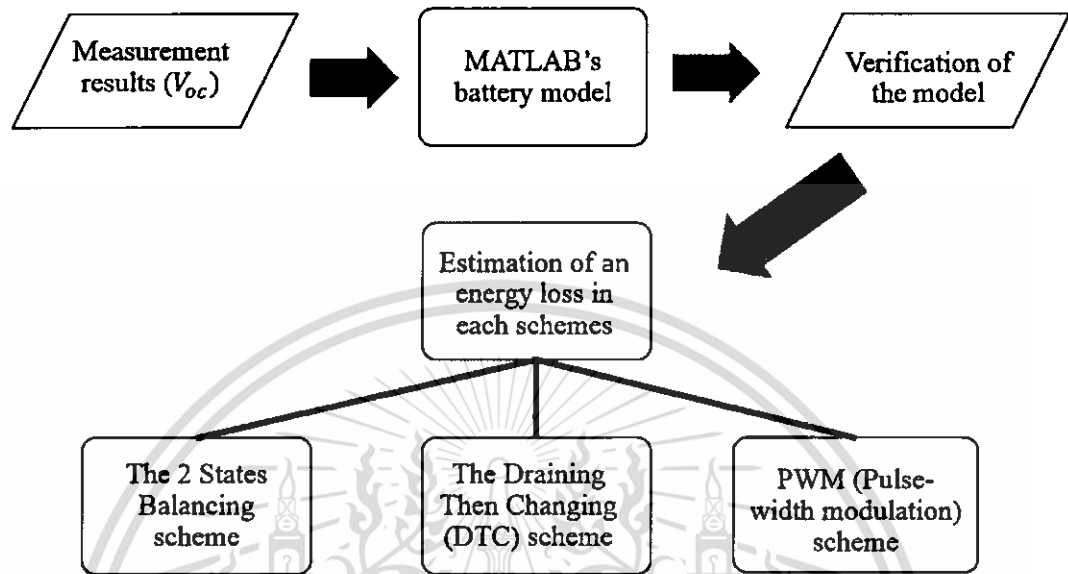 Measurement
results (V_oc)
MATLAB's
battery model
Verification of
the model
Estimation of an
energy loss in
each schemes
The 2 States
Balancing
scheme
The Draining
Then Changing
(DTC) scheme
PWM (Pulse-
width modulation)
scheme